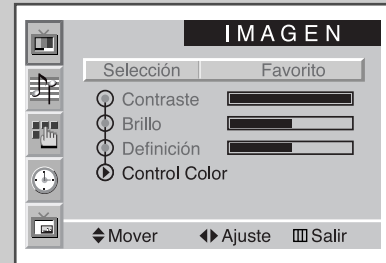 IMAGEN
Selección Favorito
Contraste
Brillo
Definición
Control Color
Mover Ajuste Salir